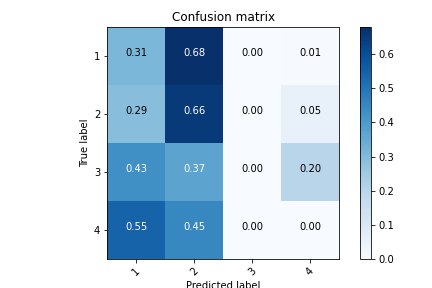 Confusion matrix
1 0.31 0.68 0.00 0.01
2 0.29 0.66 0.00 0.05
3 0.43 0.37 0.00 0.20
4 0.55 0.45 0.00 0.00
1 2 3 4
Predicted label
True label
0.6
0.5
0.4
0.3
0.2
0.1
0.0